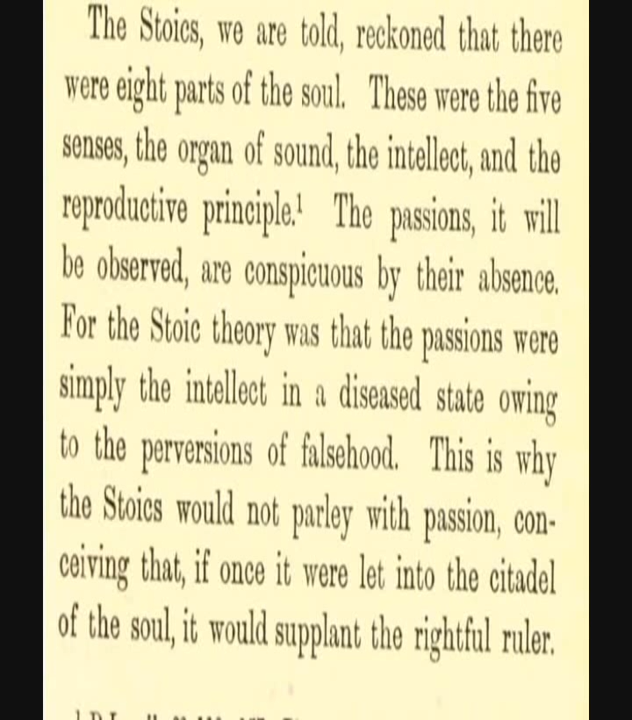 The Stoics, we are told, reckoned that there
were eight parts of the soul. These were the five
senses, the organ of sound, the intellect, and the
reproductive principle.¹ The passions, it will
be observed, are conspicuous by their absence.
For the Stoic theory was that the passions were
simply the intellect in a diseased state owing
to the perversions of falsehood. This is why
the Stoics would not parley with passion, con-
ceiving that, if once it were let into the citadel
of the soul, it would supplant the rightful ruler.